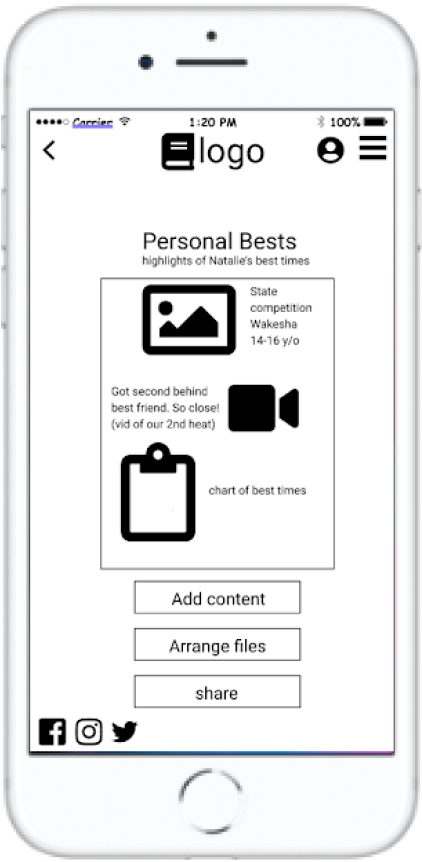 Carrier 1:20 PM 100%
logo
Personal Bests
highlights of Natalie's best times
State
competition
Wakesha
14-16 y/o
Got second behind
best friend. So close!
(vid of our 2nd heat)
chart of best times
Add content
Arrange files
share